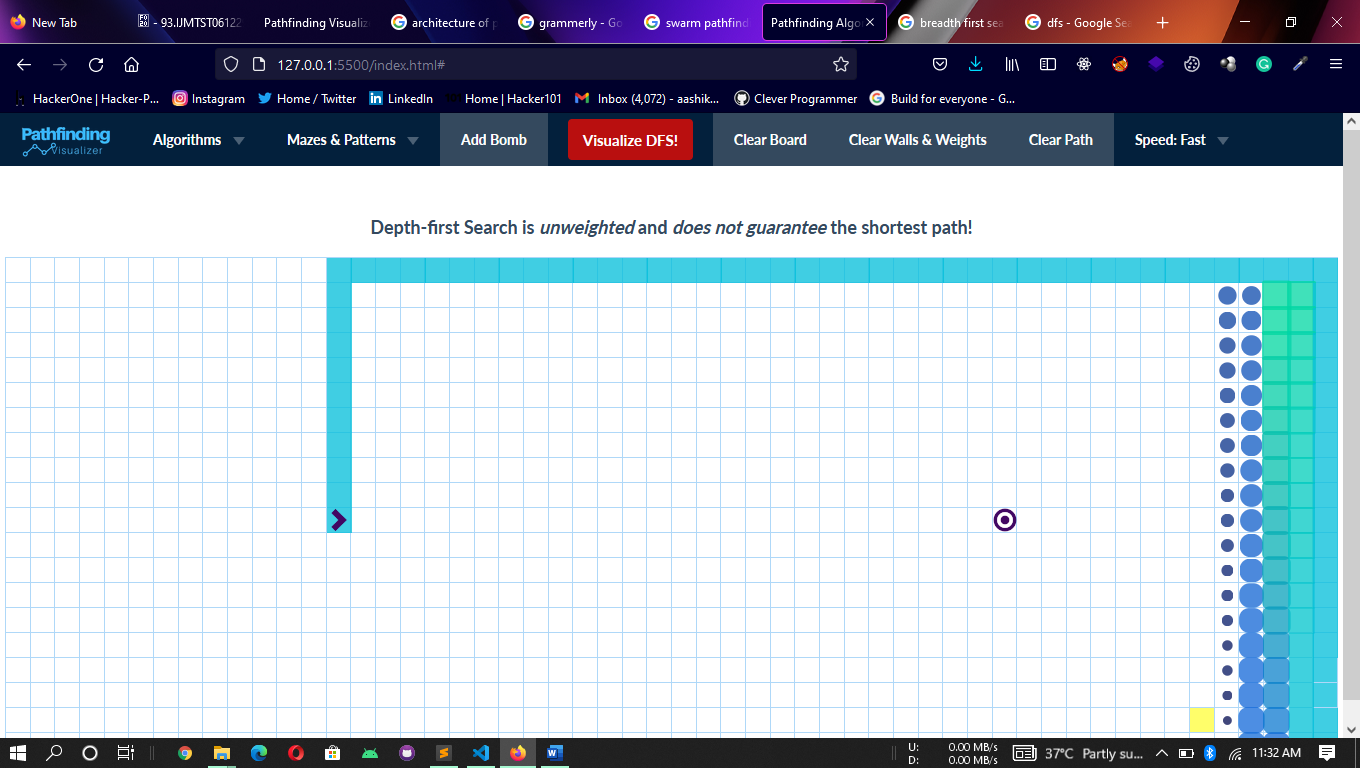 New Tab
- 93.IJMTST06122
Pathfinding Visualiz
architecture of p
grammerly - Go
swarm pathfind
Pathfinding Algo
breadth first sea
dfs - Google Sea
127.0.0.1:5500/index.html#
HackerOne | Hacker-P...
Instagram
Home / Twitter
LinkedIn
Home | Hacker101
Inbox (4,072) - aashik...
Clever Programmer
Build for everyone - G...
Pathfinding
Visualizer
Algorithms
Mazes & Patterns
Add Bomb
Visualize DFS!
Clear Board
Clear Walls & Weights
Clear Path
Speed: Fast
Depth-first Search is unweighted and does not guarantee the shortest path!
U: 0.00 MB/s
D: 0.00 MB/s
37°C Partly su...
11:32 AM